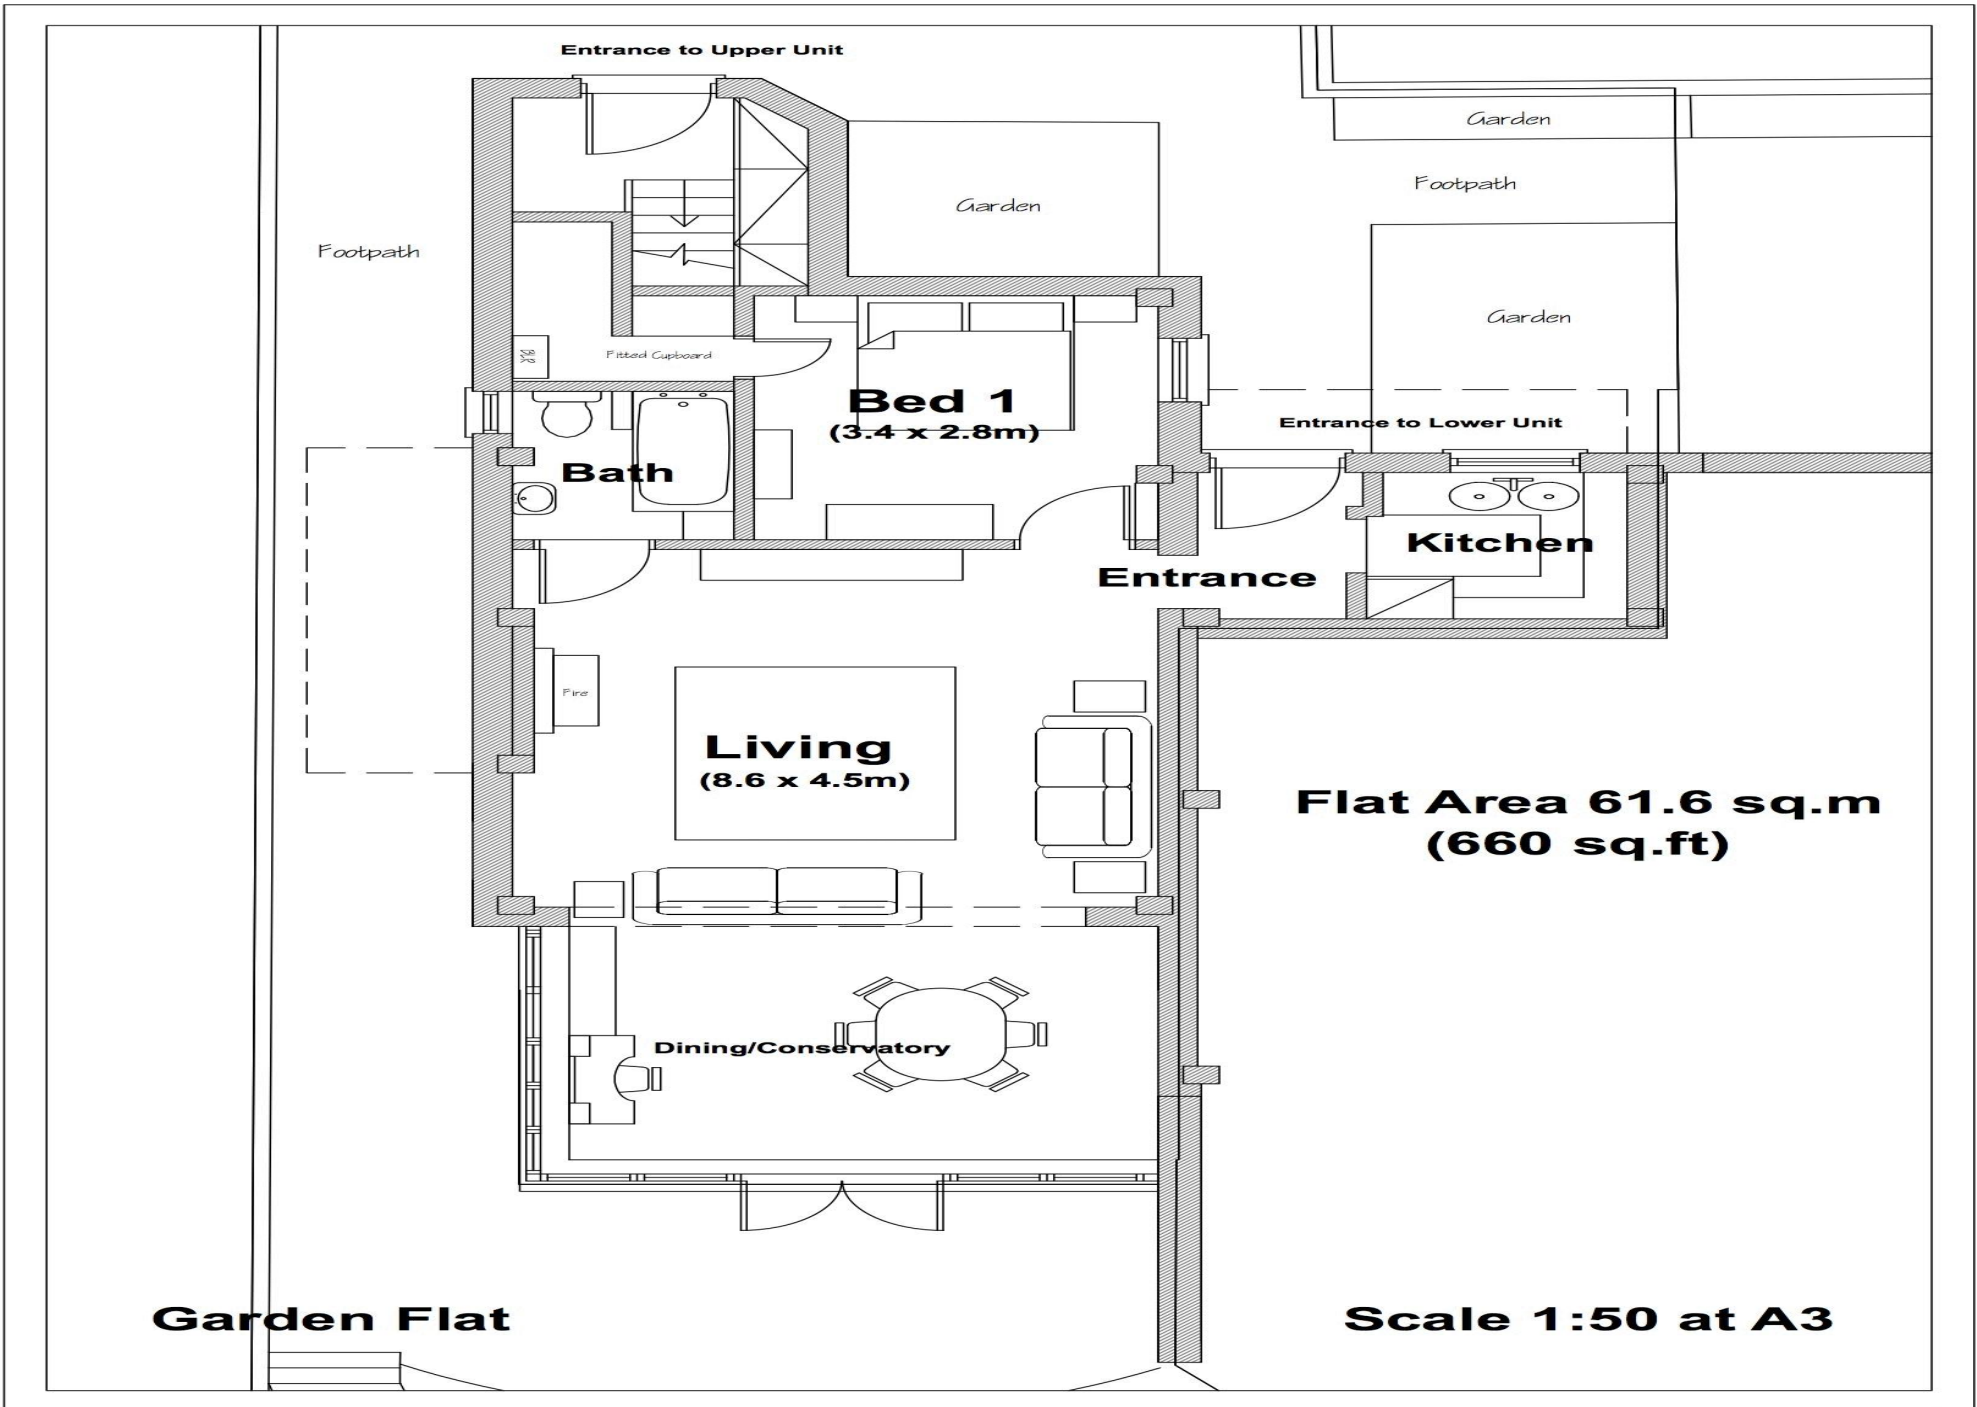 Entrance to Upper Unit
Garden
Footpath
Garden
Footpath
Garden
BLR
Fitted Cupboard
Bed 1
(3.4 x 2.8m)
Entrance to Lower Unit
Bath
Kitchen
Entrance
Fire
Living
(8.6 x 4.5m)
Flat Area 61.6 sq.m
(660 sq.ft)
Dining/Conservatory
Garden Flat
Scale 1:50 at A3